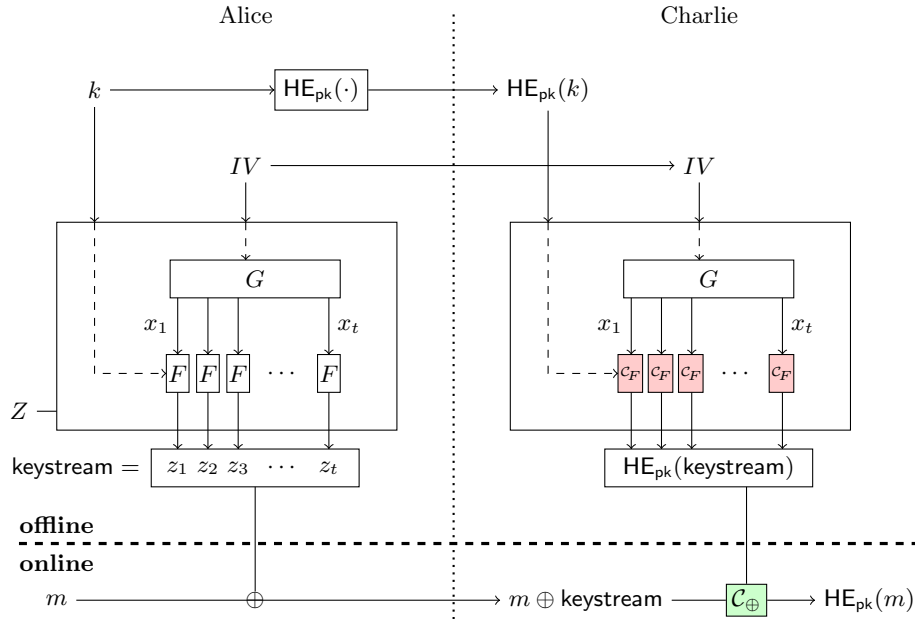 Alice Charlie
k HE_pk(·) HE_pk(k)
IV IV
G G
x_1 x_t x_1 x_t
F F F ⋯ F C_F C_F C_F ⋯ C_F
Z
keystream = z_1 z_2 z_3 ⋯ z_t HE_pk(keystream)
offline
online
m ⊕ m ⊕ keystream C_⊕ HE_pk(m)